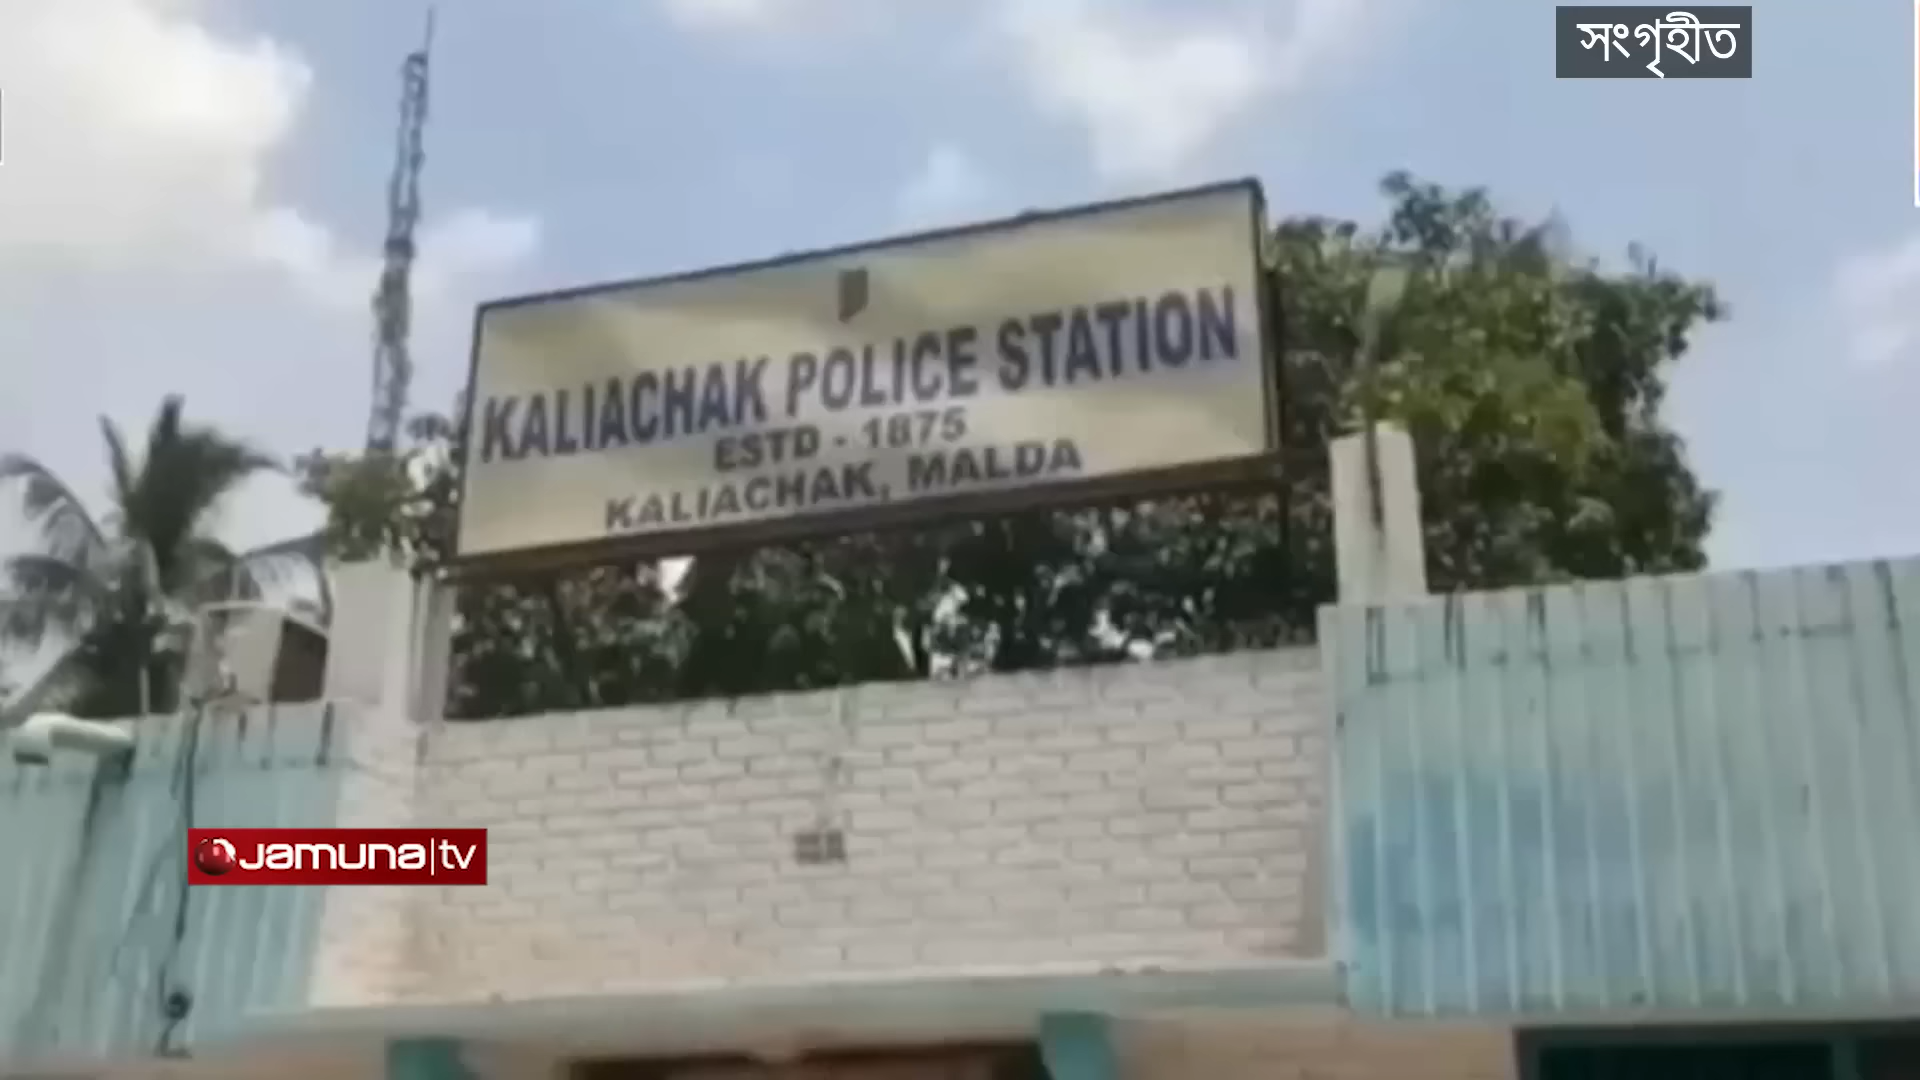 সংগৃহীত
KALIACHAK POLICE STATION
ESTD - 1875
KALIACHAK, MALDA
Jamuna|tv